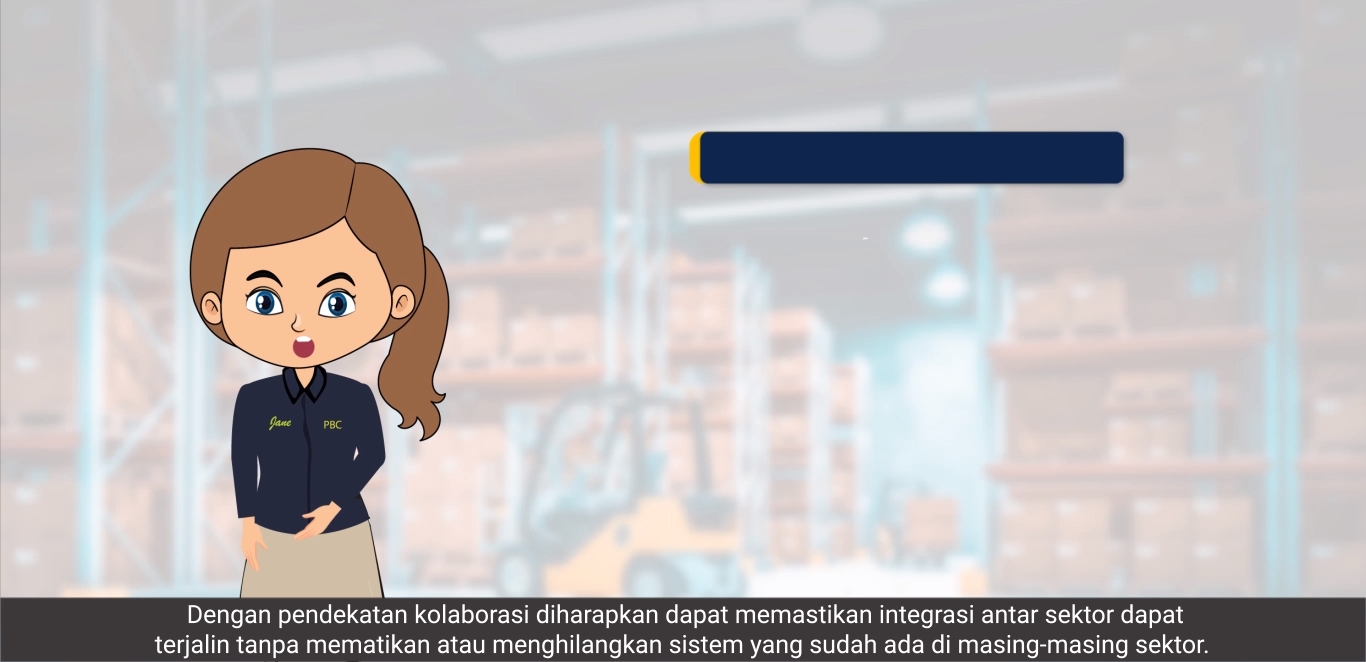 Jane
PBC
Dengan pendekatan kolaborasi diharapkan dapat memastikan integrasi antar sektor dapat
terjalin tanpa mematikan atau menghilangkan sistem yang sudah ada di masing-masing sektor.